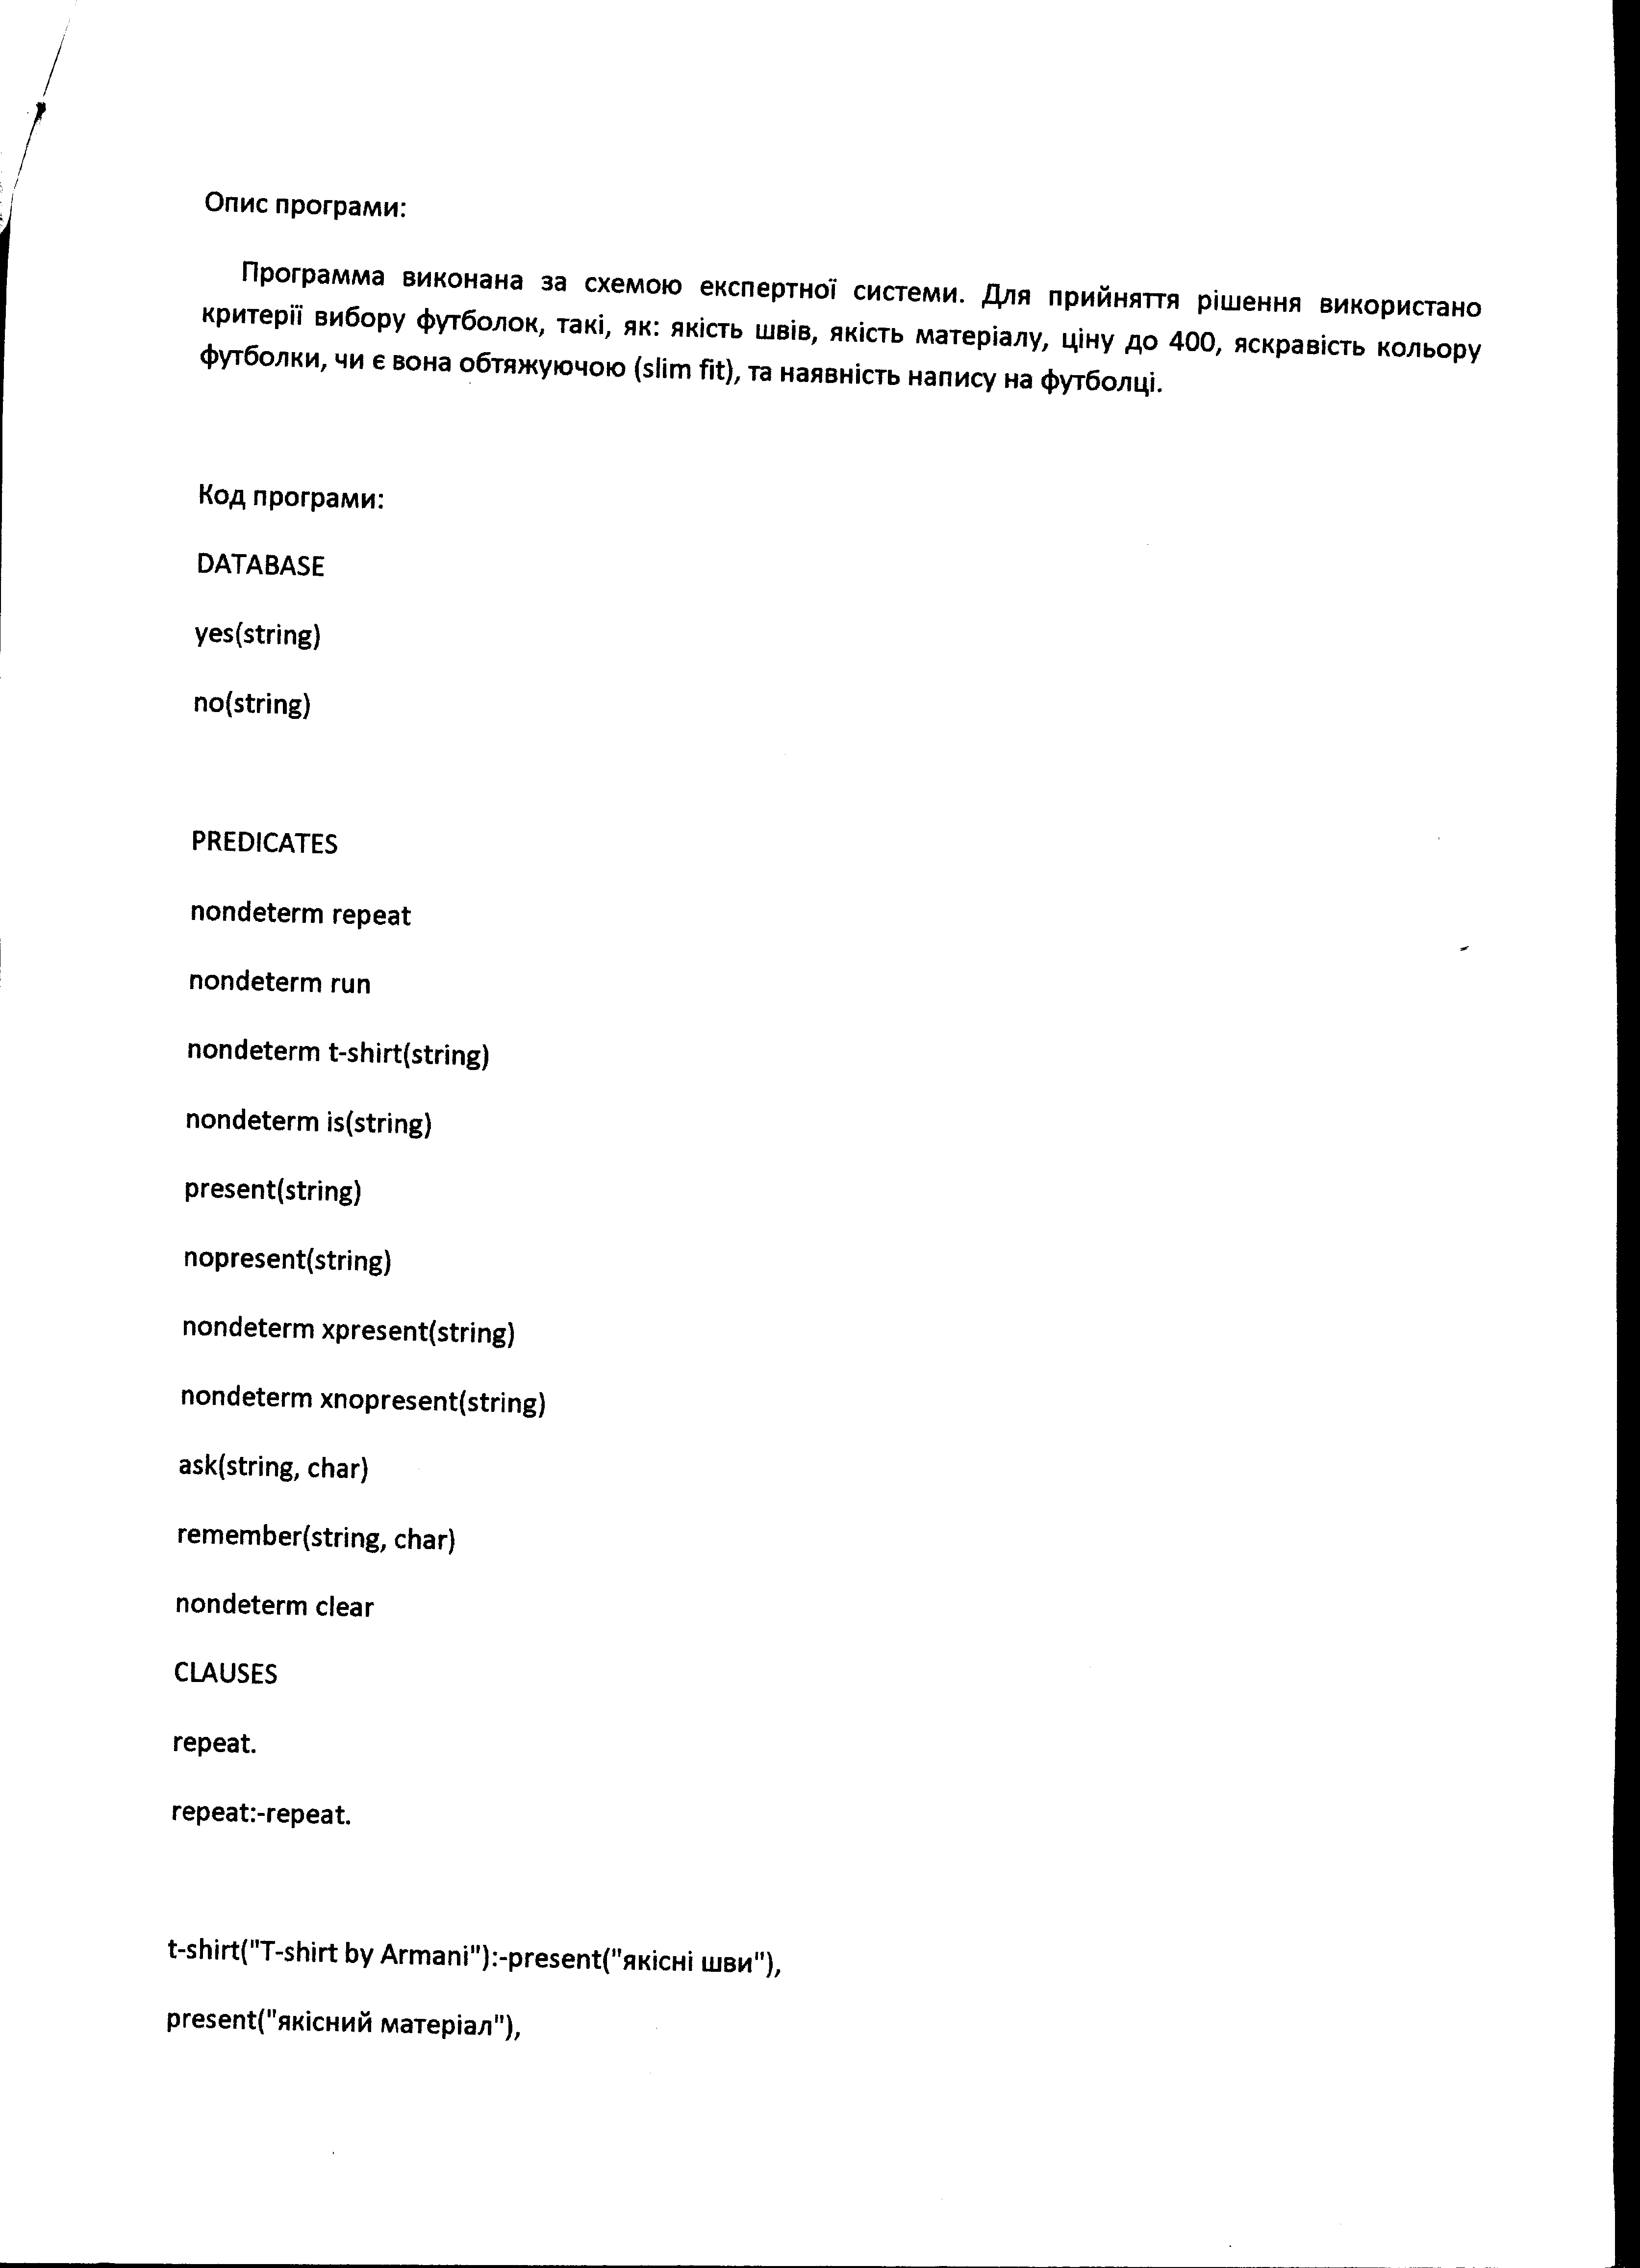 Опис програми:
Программа виконана за схемою експертної системи. Для прийняття рішення використано
критерії вибору футболок, такі, як: якість швів, якість матеріалу, ціну до 400, яскравість кольору
футболки, чи є вона обтяжуючою (slim fit), та наявність напису на футболці.
Код програми:
DATABASE
yes(string)
no(string)
PREDICATES
nondeterm repeat
nondeterm run
nondeterm t-shirt(string)
nondeterm is(string)
present(string)
nopresent(string)
nondeterm xpresent(string)
nondeterm xnopresent(string)
ask(string, char)
remember(string, char)
nondeterm clear
CLAUSES
repeat.
repeat:-repeat.
t-shirt("T-shirt by Armani"):-present("якісні шви"),
present("якісний матеріал"),